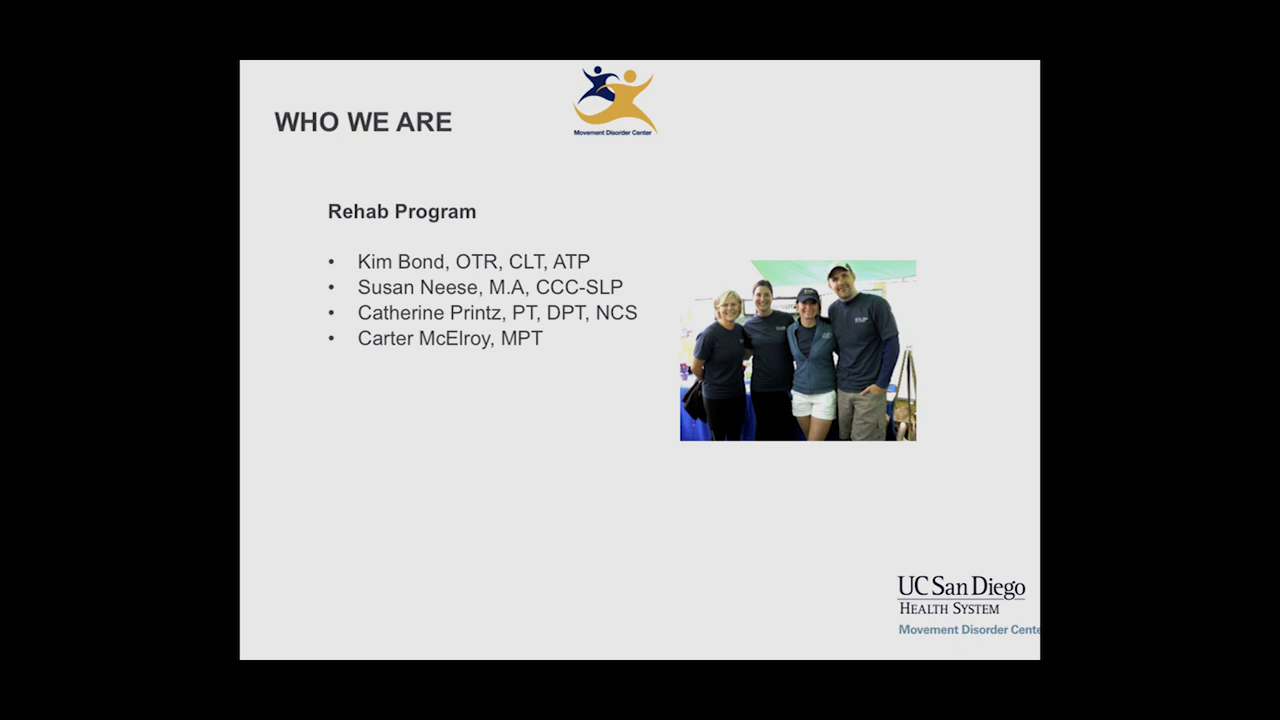 Movement Disorder Center
WHO WE ARE
Rehab Program
• Kim Bond, OTR, CLT, ATP
• Susan Neese, M.A, CCC-SLP
• Catherine Printz, PT, DPT, NCS
• Carter McElroy, MPT
UC San Diego
HEALTH SYSTEM
Movement Disorder Cente